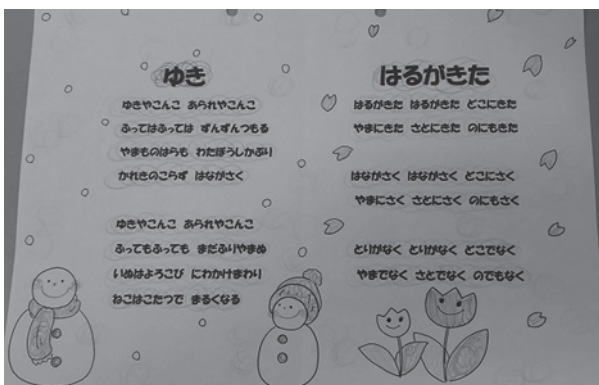 ゆき
ゆきやこんこ あられやこんこ
ふってはふっては ずんずんつもる
やまものはらも わたぼうしかぶり
かれきのこらず はながさく
ゆきやこんこ あられやこんこ
ふってもふっても まだふりやまぬ
いぬはよろこび にわかけまわり
ねこはこたつで まるくなる
はるがきた
はるがきた はるがきた どこにきた
やまにきた さとにきた のにもきた
はながさく はながさく どこにさく
やまにさく さとにさく のにもさく
とりがなく とりがなく どこでなく
やまでなく さとでなく のでもなく